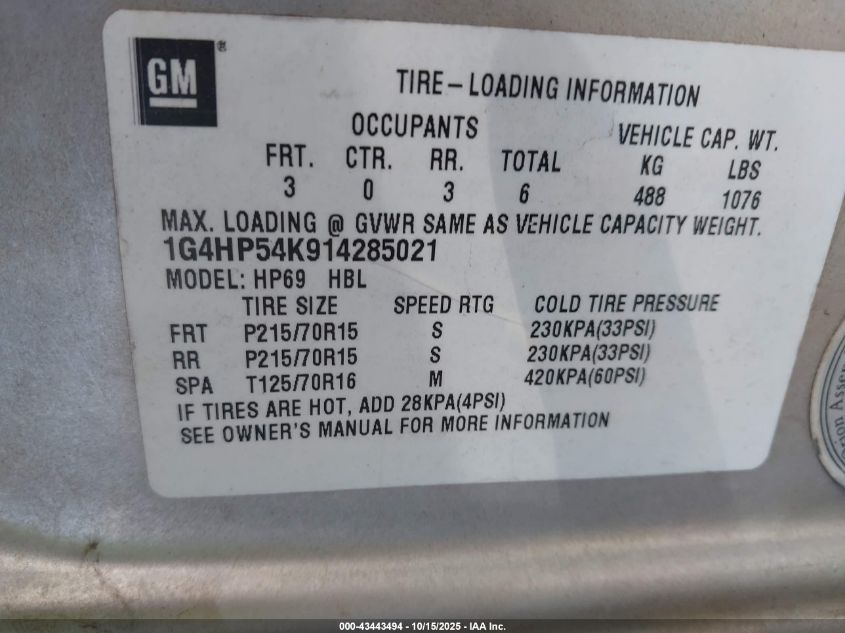 GM®
TIRE-LOADING INFORMATION
OCCUPANTS VEHICLE CAP. WT.
FRT. CTR. RR. TOTAL KG LBS
3 0 3 6 488 1076
MAX. LOADING @ GVWR SAME AS VEHICLE CAPACITY WEIGHT.
1G4HP54K914285021
MODEL: HP69 HBL
TIRE SIZE SPEED RTG COLD TIRE PRESSURE
FRT P215/70R15 S 230KPA(33PSI)
RR P215/70R15 S 230KPA(33PSI)
SPA T125/70R16 M 420KPA(60PSI)
IF TIRES ARE HOT, ADD 28KPA(4PSI)
SEE OWNER'S MANUAL FOR MORE INFORMATION
000-43443494 - 10/15/2025 - IAA Inc.